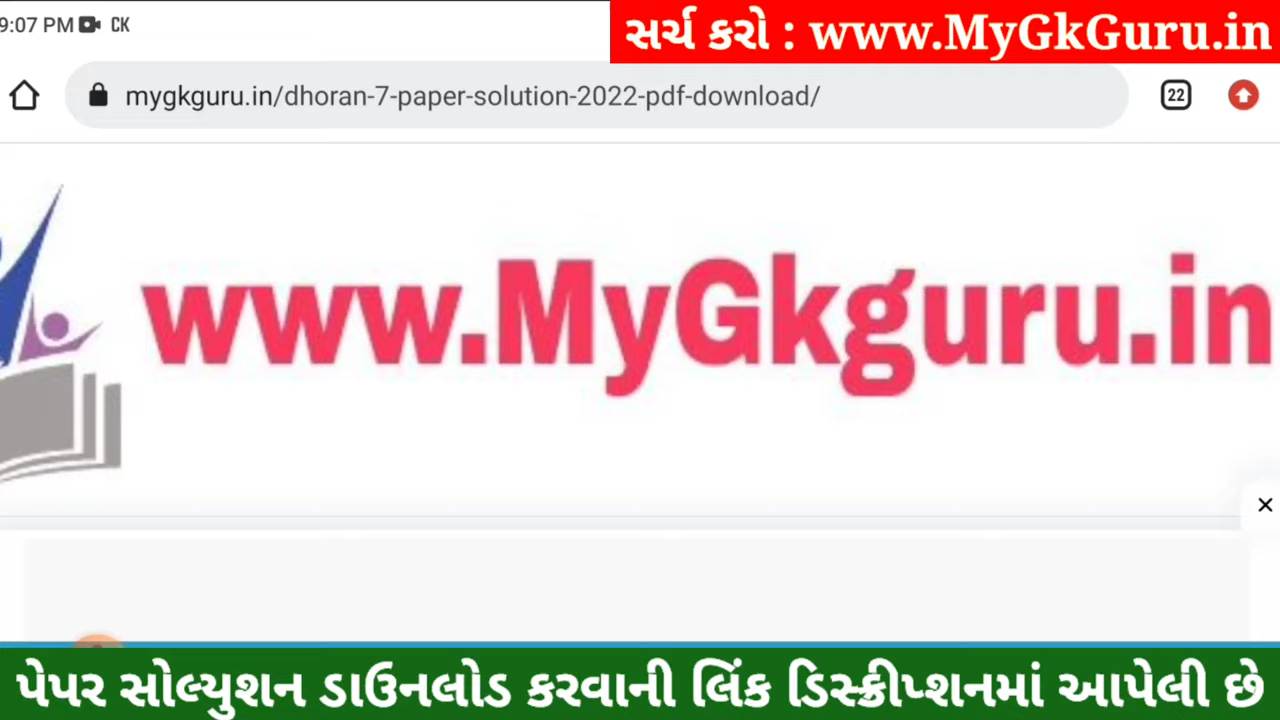 9:07 PM CK
સર્ચ કરો : www.MyGkGuru.in
mygkguru.in/dhoran-7-paper-solution-2022-pdf-download/
22
www.MyGkguru.in
પેપર સોલ્યુશન ડાઉનલોડ કરવાની લિંક ડિસ્ક્રીપ્શનમાં આપેલી છે